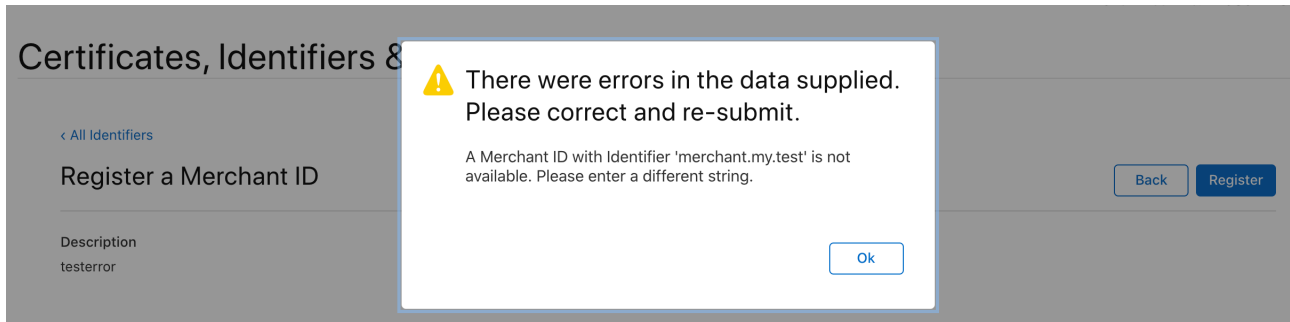 Certificates, Identifiers &
There were errors in the data supplied.
Please correct and re-submit.
A Merchant ID with Identifier 'merchant.my.test' is not
available. Please enter a different string.
Ok
‹ All Identifiers
Register a Merchant ID
Back
Register
Description
testerror